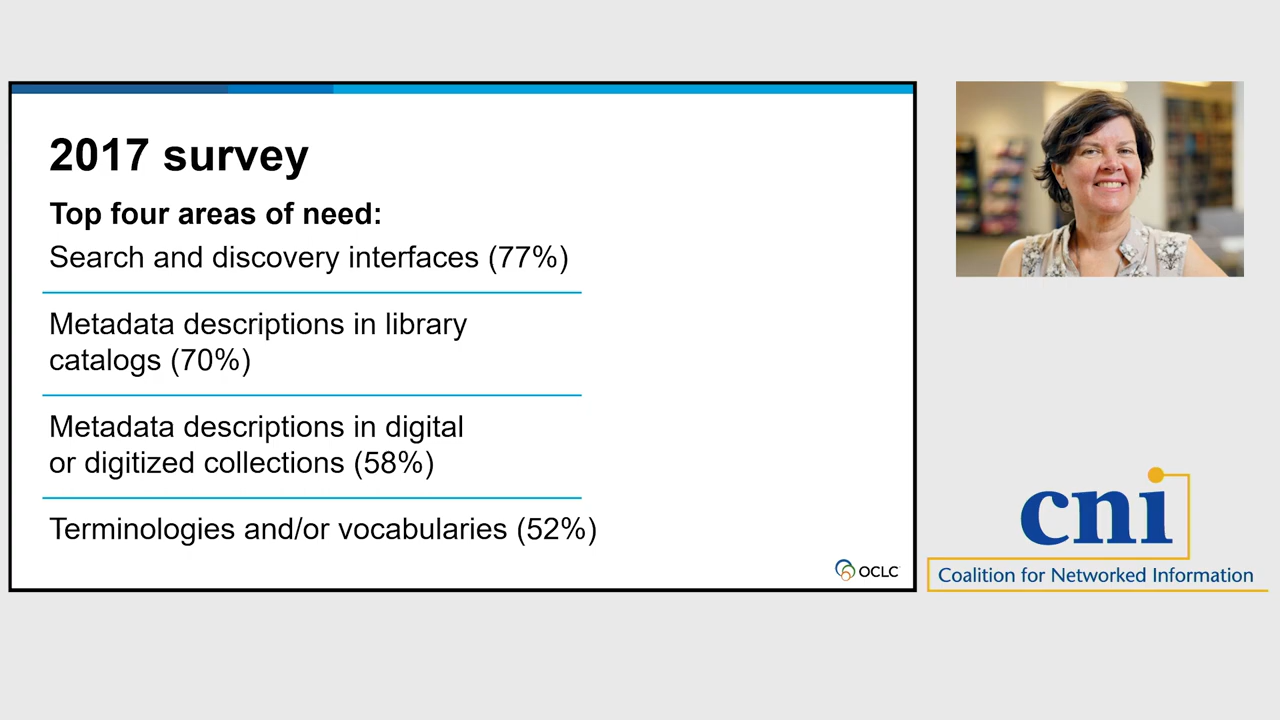 2017 survey
Top four areas of need:
Search and discovery interfaces (77%)
Metadata descriptions in library
catalogs (70%)
Metadata descriptions in digital
or digitized collections (58%)
Terminologies and/or vocabularies (52%)
OCLC
cni
Coalition for Networked Information